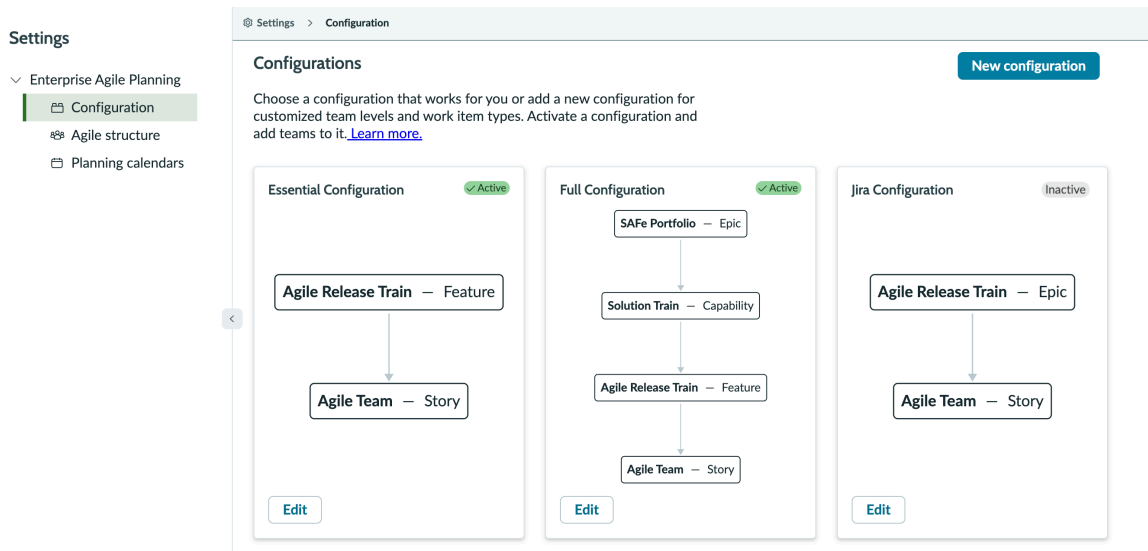 Settings
Enterprise Agile Planning
Configuration
Agile structure
Planning calendars
Settings > Configuration
Configurations
New configuration
Choose a configuration that works for you or add a new configuration for
customized team levels and work item types. Activate a configuration and
add teams to it. Learn more.
Essential Configuration
Active
Agile Release Train — Feature
Agile Team — Story
Edit
Full Configuration
Active
SAFe Portfolio — Epic
Solution Train — Capability
Agile Release Train — Feature
Agile Team — Story
Edit
Jira Configuration
Inactive
Agile Release Train — Epic
Agile Team — Story
Edit